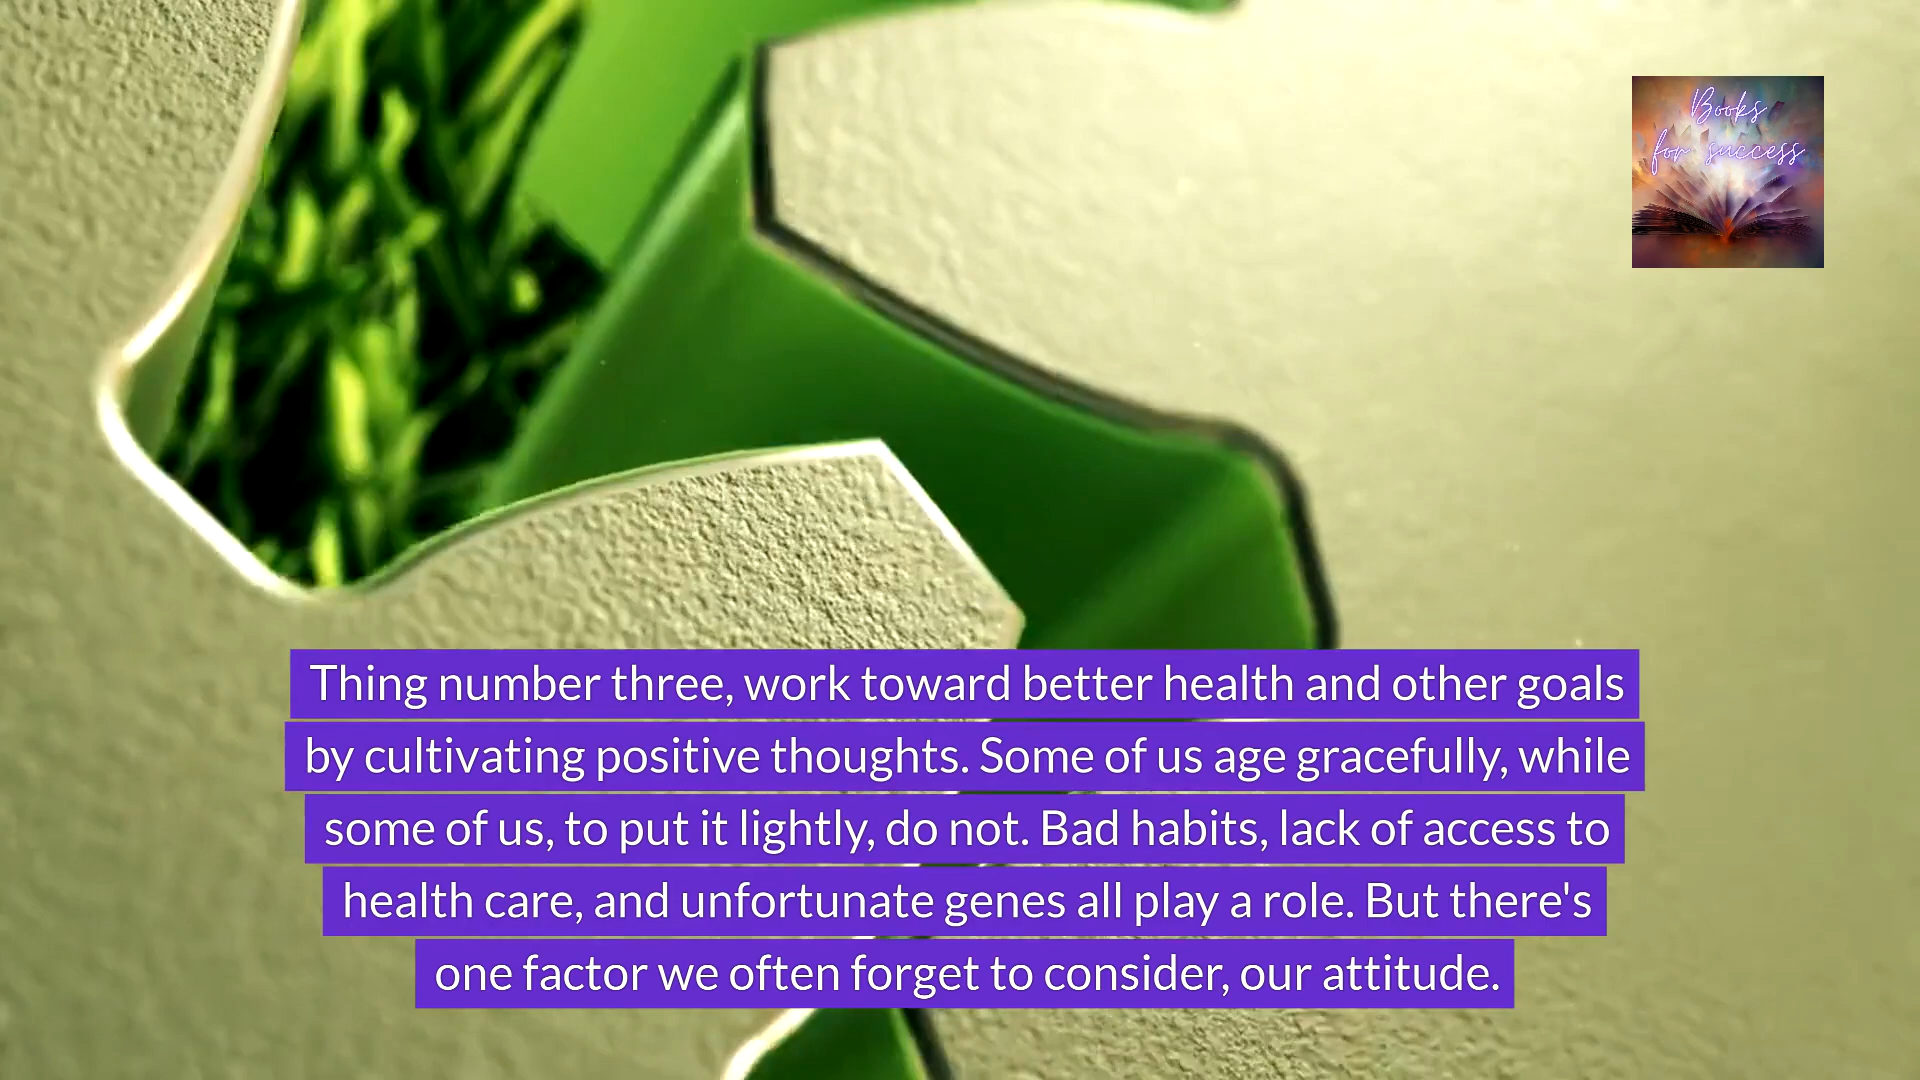 Books
for success
Thing number three, work toward better health and other goals
by cultivating positive thoughts. Some of us age gracefully, while
some of us, to put it lightly, do not. Bad habits, lack of access to
health care, and unfortunate genes all play a role. But there's
one factor we often forget to consider, our attitude.